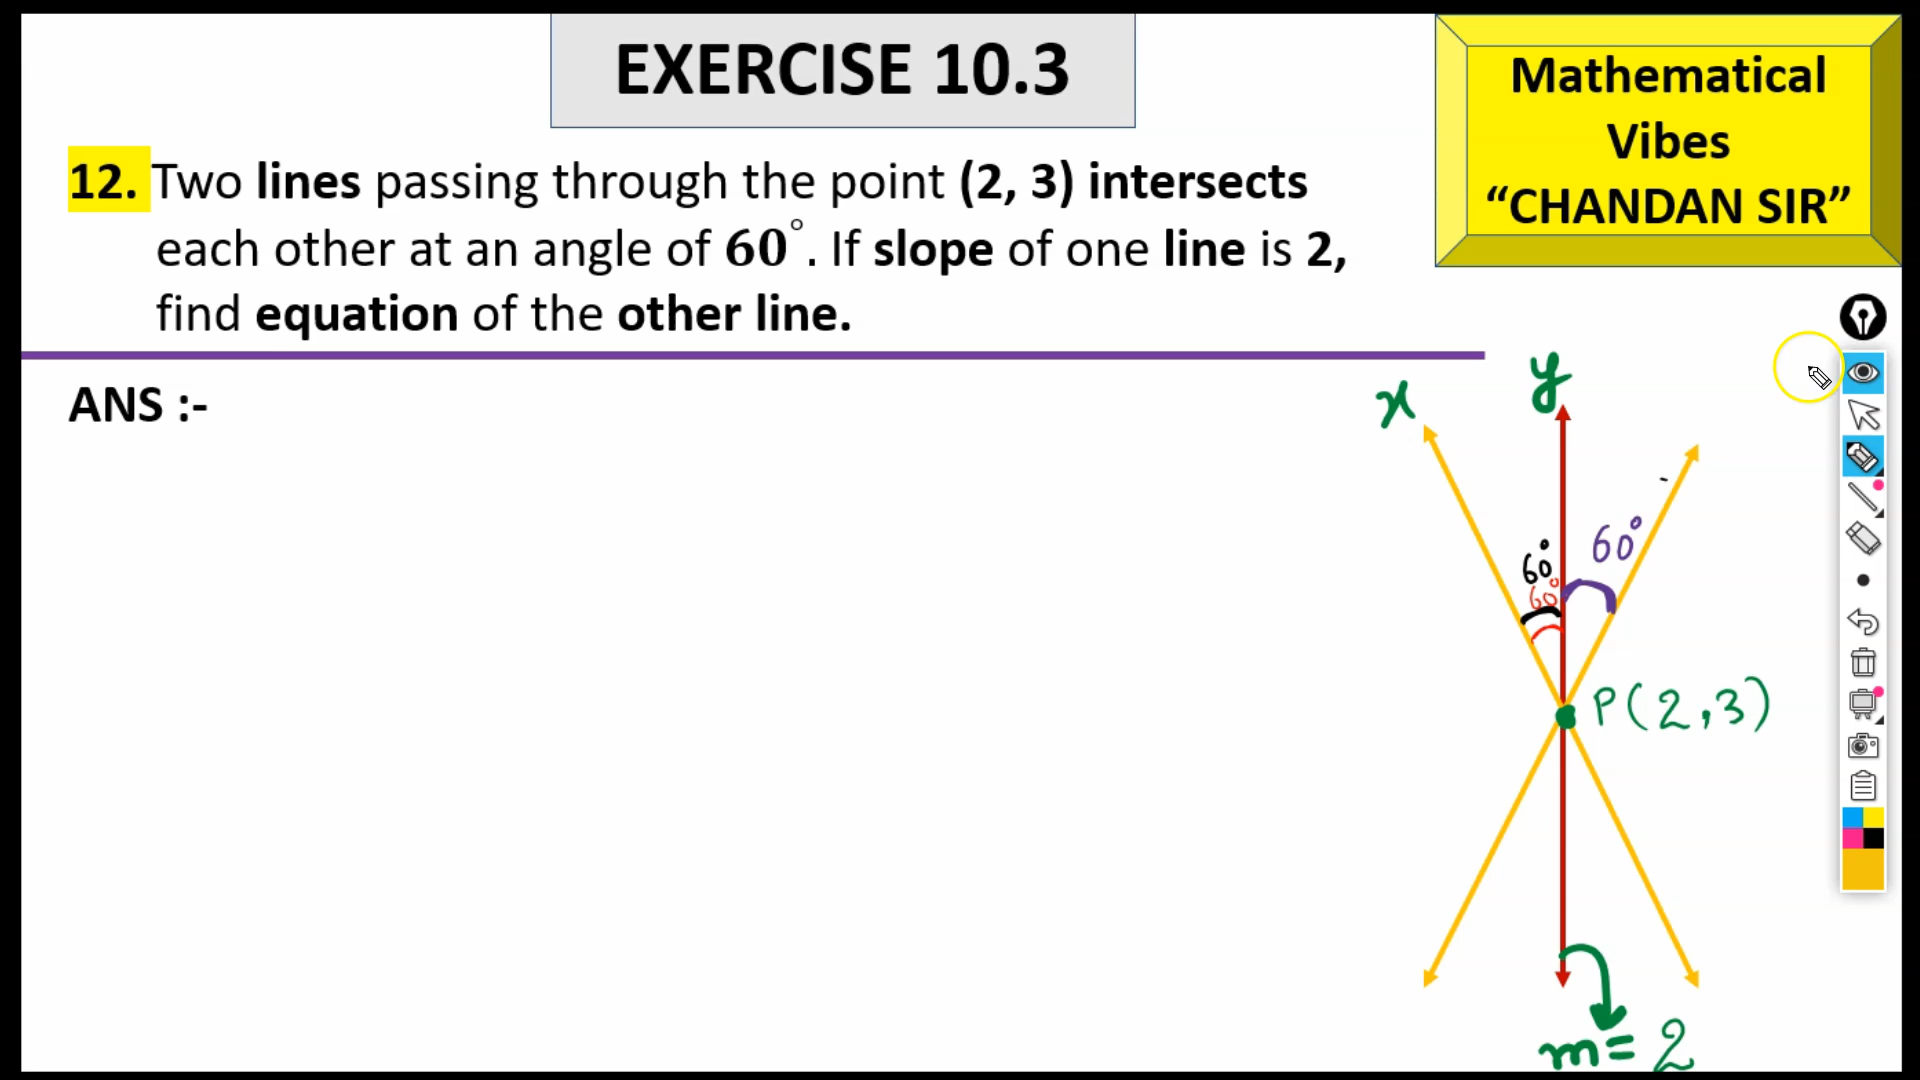 EXERCISE 10.3
Mathematical
Vibes
“CHANDAN SIR”
12. Two lines passing through the point (2, 3) intersects
each other at an angle of 60°. If slope of one line is 2,
find equation of the other line.
ANS :-
x
y
60°
60°
60°
P(2,3)
m= 2